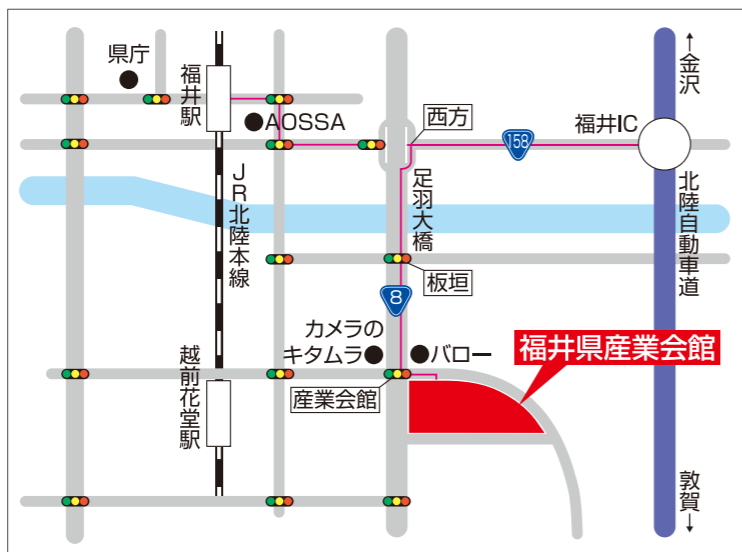 県庁
福井駅
AOSSA
西方
158
福井IC
←金沢
JR北陸本線
足羽大橋
北陸自動車道
板垣
8
カメラの
キタムラ
バロー
福井県産業会館
産業会館
越前花堂駅
敦賀→